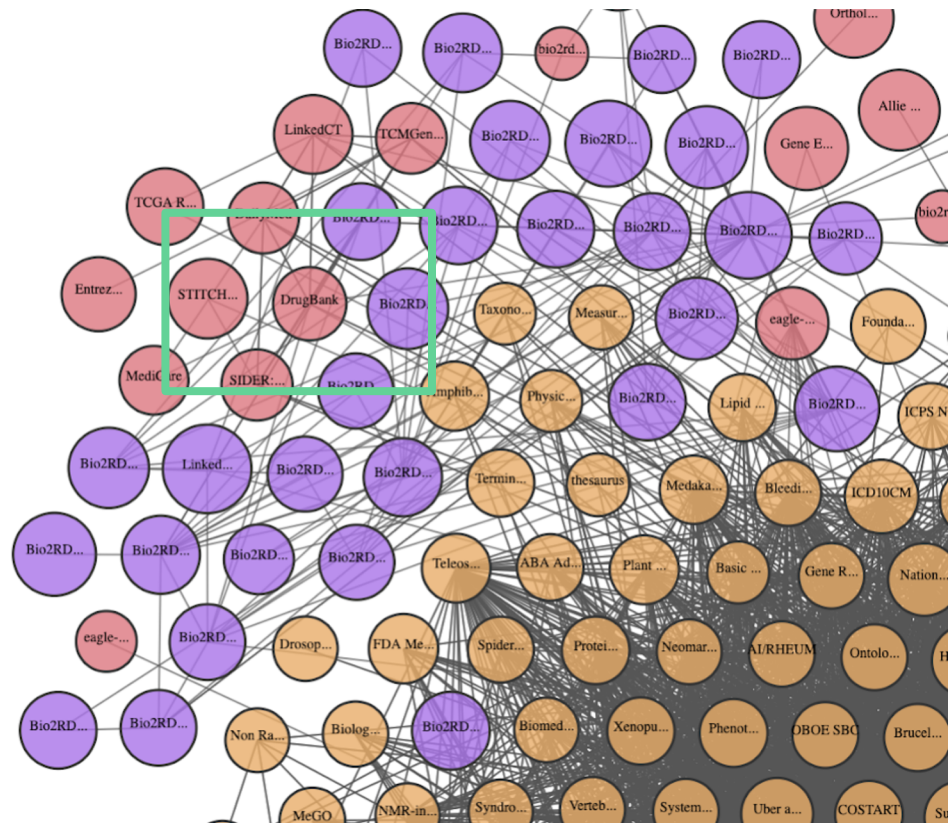 Orthol...
Bio2RD...
Bio2RD...
bio2rd...
Bio2RD...
Bio2RD...
Allie ...
LinkedCT
TCMGen...
Bio2RD...
Bio2RD...
Bio2RD...
Gene E...
TCGA R...
Bio2RD...
Bio2RD...
Bio2RD...
Bio2RD...
Bio2RD...
Bio2RD...
Entrez...
STITCH...
DrugBank
Bio2RD
Taxono...
Measur...
Bio2RD...
eagle-...
Founda...
SIDER:...
Bio2RD...
Physic...
Bio2RD...
Lipid ...
Bio2RD...
ICPS N
Bio2RD...
Linked...
Bio2RD...
Bio2RD...
Termin...
thesaurus
Medaka...
Bleedi...
ICD10CM
Bio2RD...
Bio2RD...
Bio2RD...
Bio2RD...
Teleos...
ABA Ad...
Plant ...
Basic ...
Gene R...
Nation...
eagle-...
Bio2RD...
Drosop...
FDA Me...
Spider...
Protei...
Neomar...
AI/RHEUM
Ontolo...
Bio2RD...
Bio2RD...
Non Ra...
Biolog...
Bio2RD...
Biomed...
Xenopu...
Phenot...
OBOE SBC
Brucel...
MeGO
NMR-in...
Syndro...
Verteb...
System...
Uber a...
COSTART